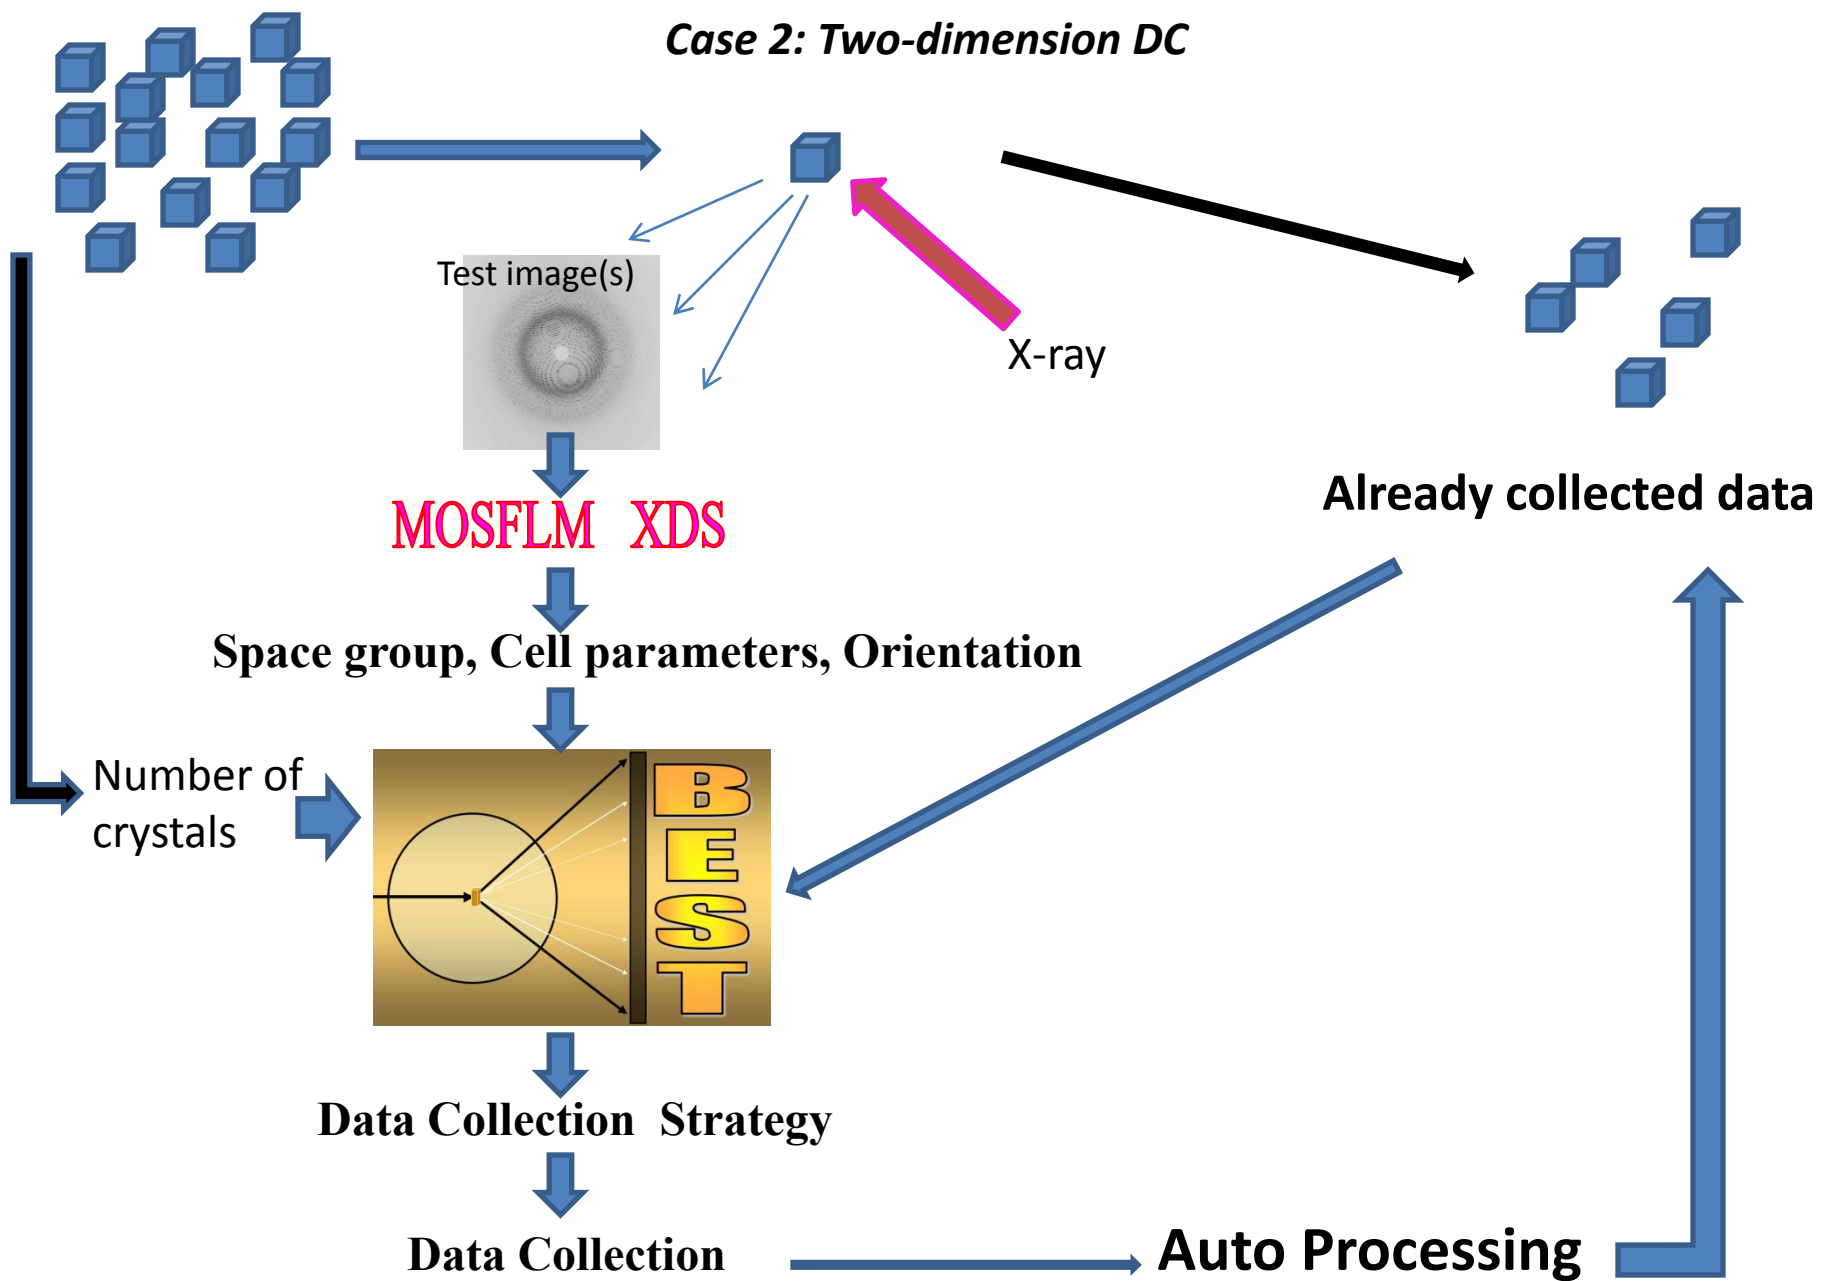 Case 2: Two-dimension DC
Test image(s)
X-ray
Already collected data
MOSFLM XDS
Space group, Cell parameters, Orientation
Number of
crystals
B
E
S
T
Data Collection Strategy
Data Collection
Auto Processing